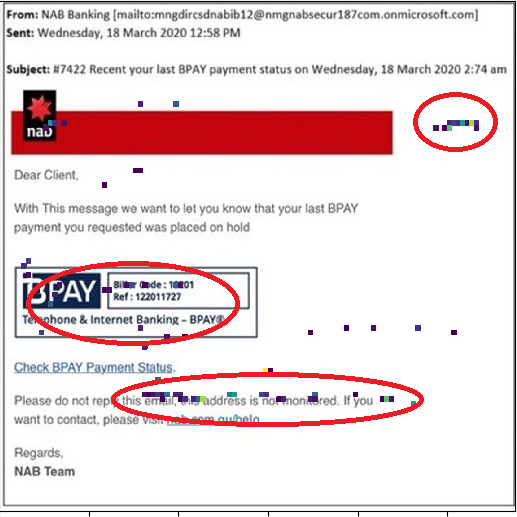 From: NAB Banking [mailto:mngdircsdnabib12@nmgnabsecur187com.onmicrosoft.com]
Sent: Wednesday, 18 March 2020 12:58 PM
Subject: #7422 Recent your last BPAY payment status on Wednesday, 18 March 2020 2:74 am
nab
Dear Client,
With This message we want to let you know that your last BPAY
payment you requested was placed on hold
BPAY
Biller Code :
Ref : 122011727
Telephone & Internet Banking – BPAY®
Check BPAY Payment Status.
Please do not reply this email, this address is not monitored. If you
want to contact, please visit nab.com.au/help
Regards,
NAB Team